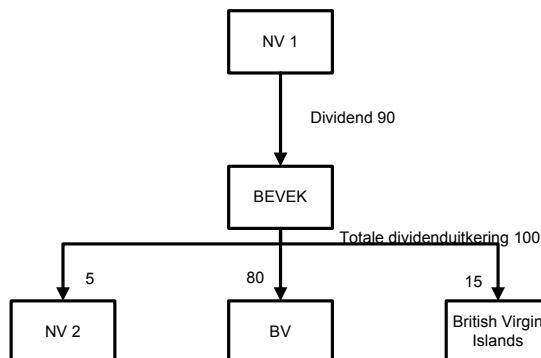 NV 1
Dividend 90
BEVEK
Totale dividenduitkering 100
5
80
15
NV 2
BV
British Virgin
Islands